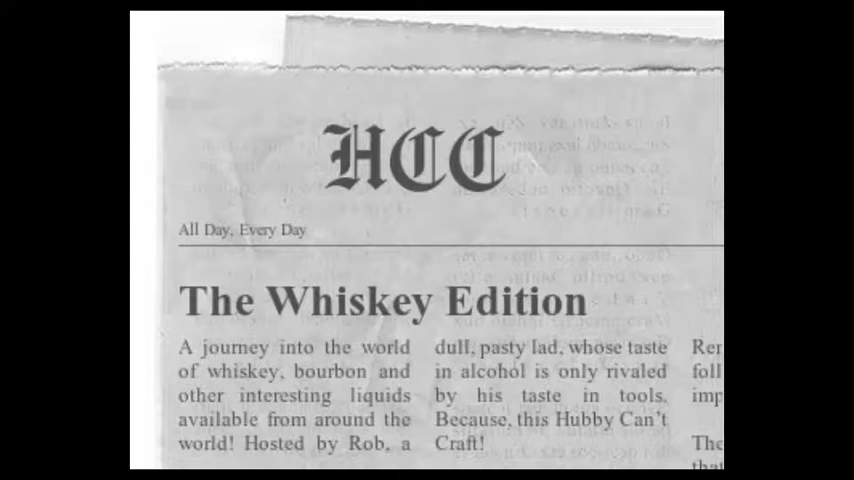 HCC
All Day, Every Day
The Whiskey Edition
A journey into the world
of whiskey, bourbon and
other interesting liquids
available from around the
world! Hosted by Rob, a
dull, pasty lad, whose taste
in alcohol is only rivaled
by his taste in tools.
Because, this Hubby Can't
Craft!